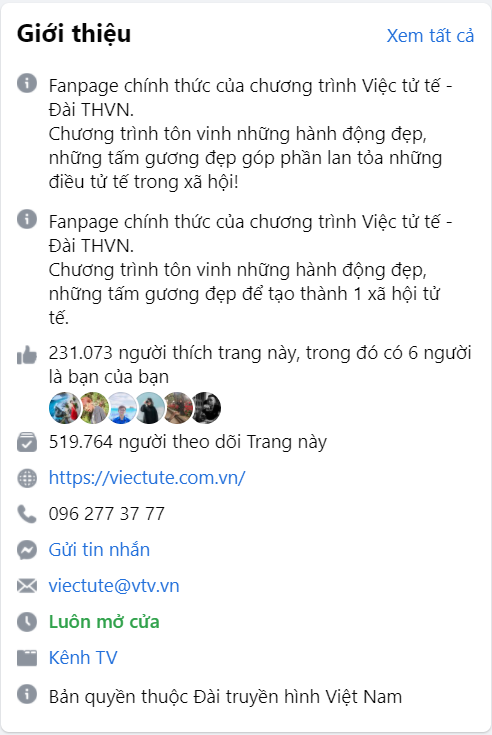 Giới thiệu
Xem tất cả
Fanpage chính thức của chương trình Việc tử tế -
Đài THVN.
Chương trình tôn vinh những hành động đẹp,
những tấm gương đẹp góp phần lan tỏa những
điều tử tế trong xã hội!
Fanpage chính thức của chương trình Việc tử tế -
Đài THVN.
Chương trình tôn vinh những hành động đẹp,
những tấm gương đẹp để tạo thành 1 xã hội tử
tế.
231.073 người thích trang này, trong đó có 6 người
là bạn của bạn
519.764 người theo dõi Trang này
https://viectute.com.vn/
096 277 37 77
Gửi tin nhắn
viectute@vtv.vn
Luôn mở cửa
Kênh TV
Bản quyền thuộc Đài truyền hình Việt Nam